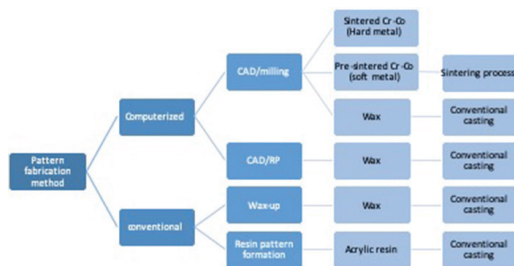 Sintered Cr-Co
(Hard metal)
CAD/milling
Pre-sintered Cr-Co
(soft metal)
Sintering process
Computerized
Wax
Conventional
casting
Pattern
fabrication
method
CAD/RP
Wax
Conventional
casting
conventional
Wax-up
Wax
Conventional
casting
Resin pattern
formation
Acrylic resin
Conventional
casting